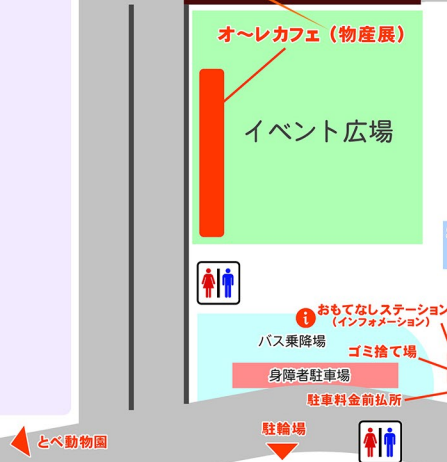 オ～レカフェ（物産展）
イベント広場
i おもてなしステーション
（インフォメーション）
バス乗降場
ゴミ捨て場
身障者駐車場
駐車料金前払所
とべ動物園
駐輪場